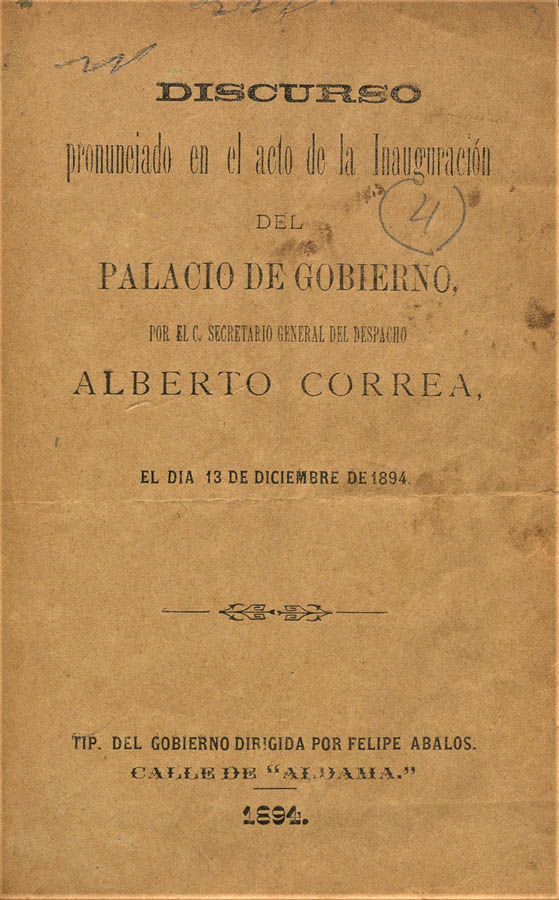 DISCURSO
pronunciado en el acto de la Inauguración
4
DEL
PALACIO DE GOBIERNO,
POR EL C. SECRETARIO GENERAL DEL DESPACHO
ALBERTO CORREA,
EL DIA 13 DE DICIEMBRE DE 1894.
TIP. DEL GOBIERNO DIRIGIDA POR FELIPE ABALOS.
CALLE DE "ALDAMA."
1894.